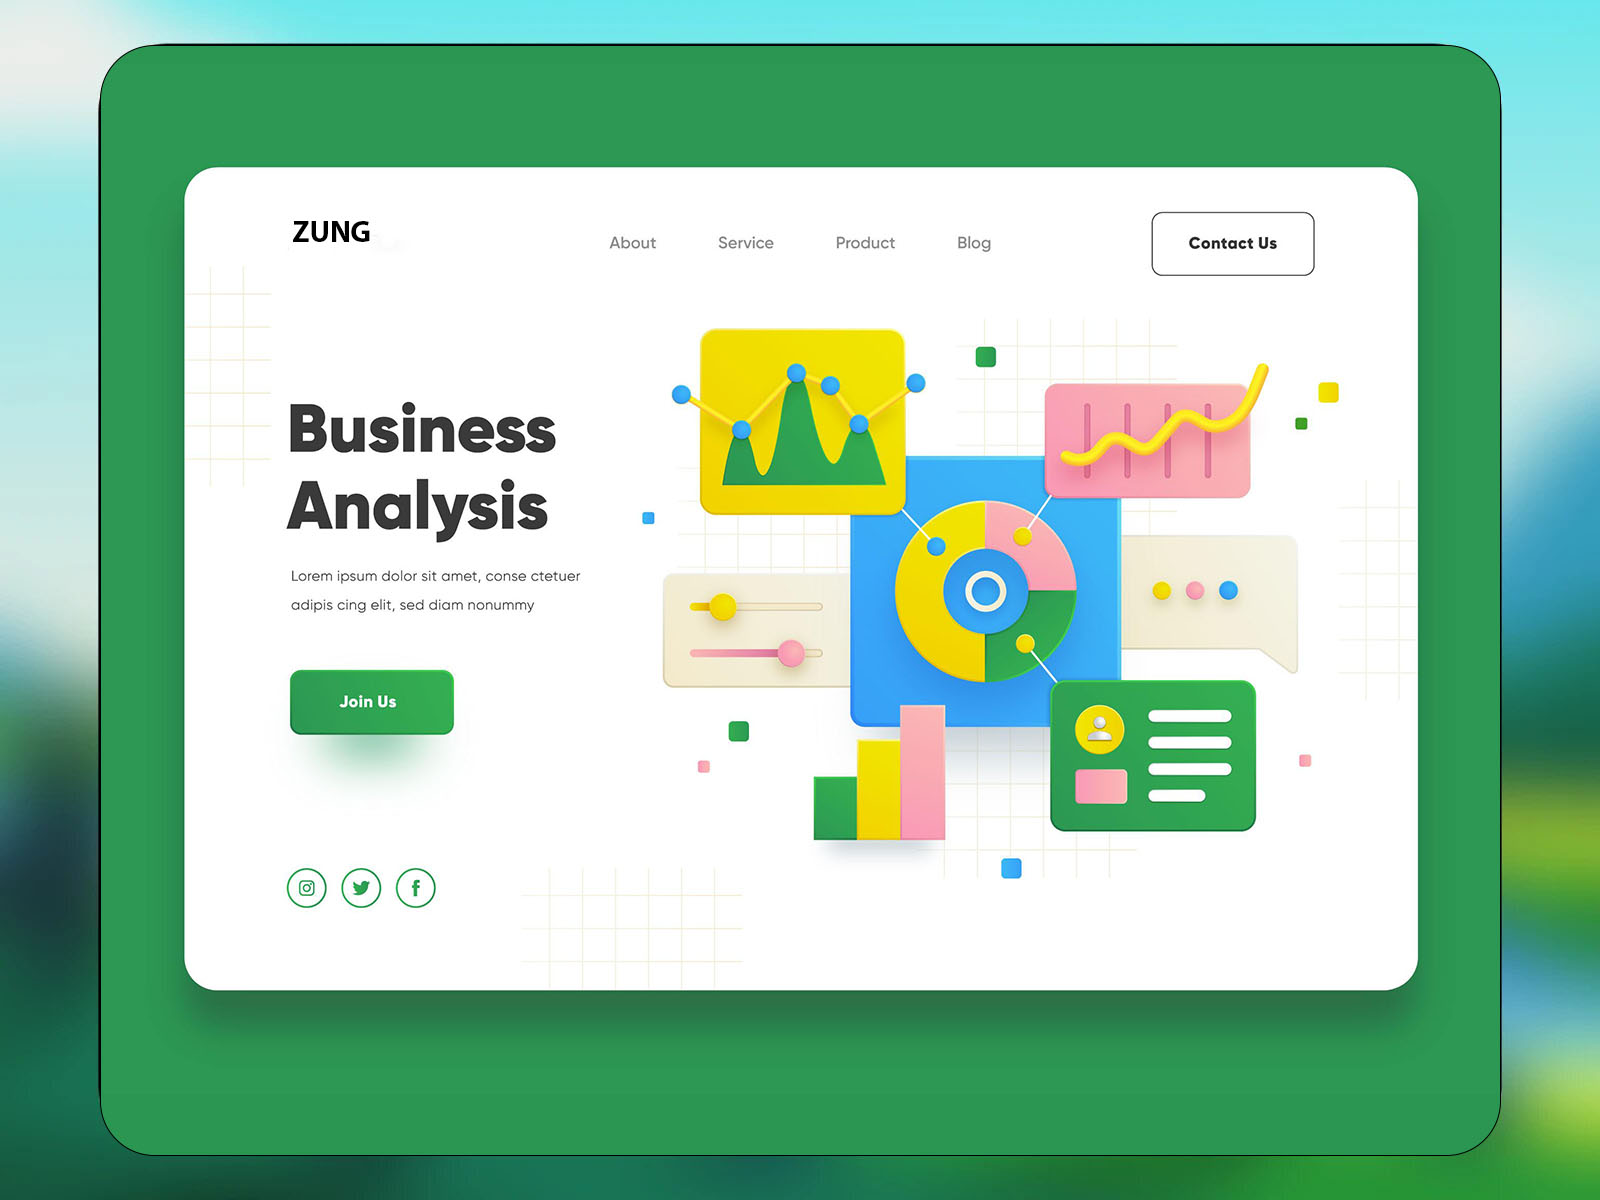 ZUNG
About Service Product Blog
Contact Us
Business
Analysis
Lorem ipsum dolor sit amet, conse ctetuer
adipis cing elit, sed diam nonummy
Join Us